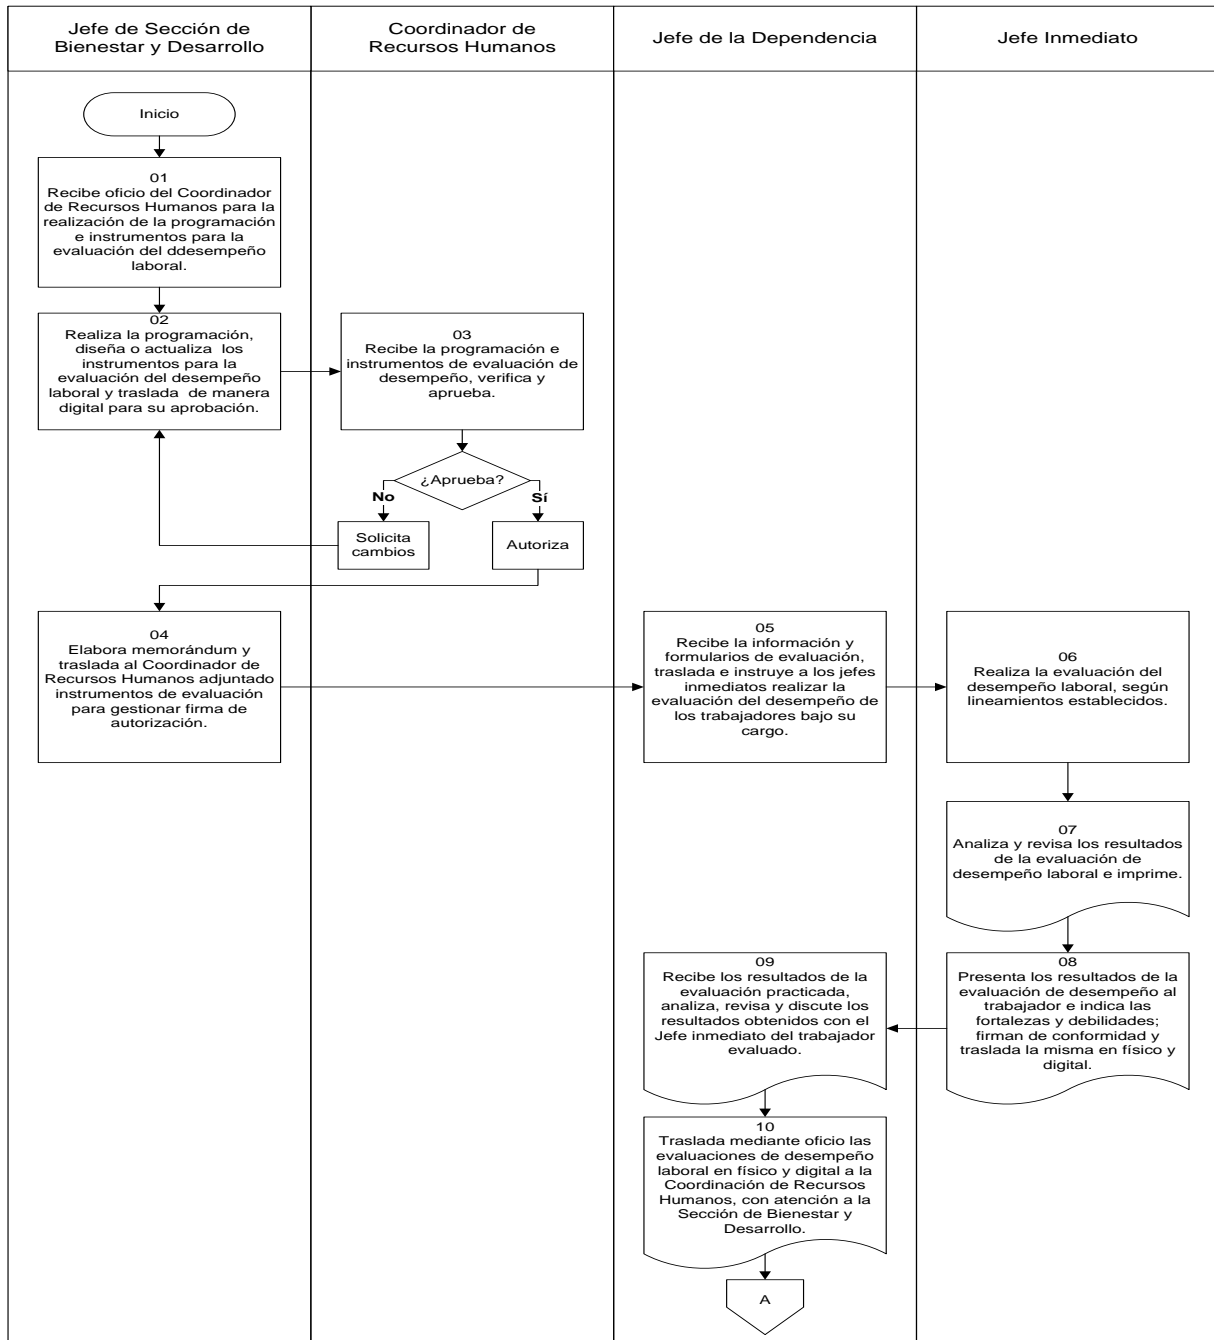 Jefe de Sección de
Bienestar y Desarrollo
Coordinador de
Recursos Humanos
Jefe de la Dependencia
Jefe Inmediato
Inicio
01
Recibe oficio del Coordinador
de Recursos Humanos para la
realización de la programación
e instrumentos para la
evaluación del ddesempeño
laboral.
02
Realiza la programación,
diseña o actualiza los
instrumentos para la
evaluación del desempeño
laboral y traslada de manera
digital para su aprobación.
03
Recibe la programación e
instrumentos de evaluación de
desempeño, verifica y
aprueba.
¿Aprueba?
No
Sí
Solicita
cambios
Autoriza
04
Elabora memorándum y
traslada al Coordinador de
Recursos Humanos adjuntado
instrumentos de evaluación
para gestionar firma de
autorización.
05
Recibe la información y
formularios de evaluación,
traslada e instruye a los jefes
inmediatos realizar la
evaluación del desempeño de
los trabajadores bajo su
cargo.
06
Realiza la evaluación del
desempeño laboral, según
lineamientos establecidos.
07
Analiza y revisa los resultados
de la evaluación de
desempeño laboral e imprime.
08
Presenta los resultados de la
evaluación de desempeño al
trabajador e indica las
fortalezas y debilidades;
firman de conformidad y
traslada la misma en físico y
digital.
09
Recibe los resultados de la
evaluación practicada,
analiza, revisa y discute los
resultados obtenidos con el
Jefe inmediato del trabajador
evaluado.
10
Traslada mediante oficio las
evaluaciones de desempeño
laboral en físico y digital a la
Coordinación de Recursos
Humanos, con atención a la
Sección de Bienestar y
Desarrollo.
A